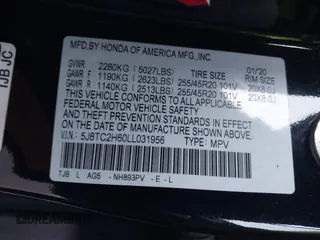 MFD.BY HONDA OF AMERICA MFG.,INC.
GVWR 2280KG (5027LBS) TIRE SIZE 01/20 RIM SIZE
GAWR F 1190KG (2623LBS) 255/45R20 101V 20X8.0J
GAWR R 1140KG (2513LBS) 255/45R20 101V 20X8.0J
THIS VEHICLE CONFORMS TO ALL APPLICABLE
FEDERAL MOTOR VEHICLE SAFETY AND
THEFT PREVENTION STANDARDS IN EFFECT
ON THE DATE OF MANUFACTURE SHOWN
ABOVE.
V.I.N: 5J8TC2H60LL031956 TYPE: MPV
TJB L AG5 -NH893PV -E-L
TJB JC